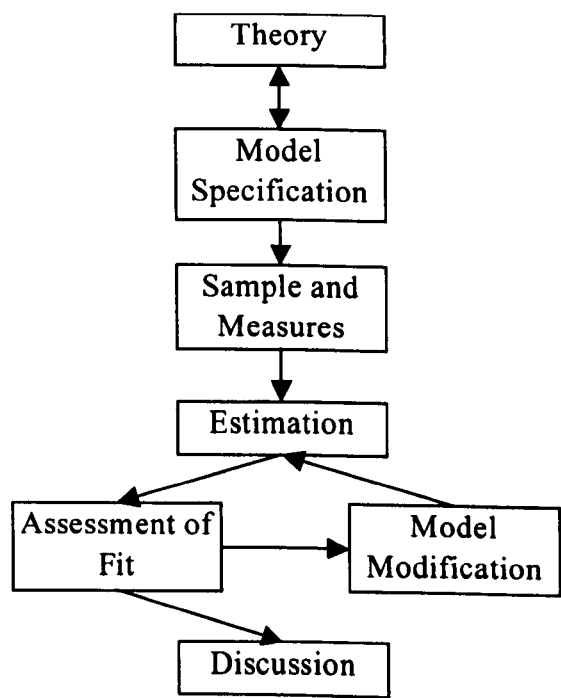 Theory
Model
Specification
Sample and
Measures
Estimation
Assessment of
Fit
Model
Modification
Discussion